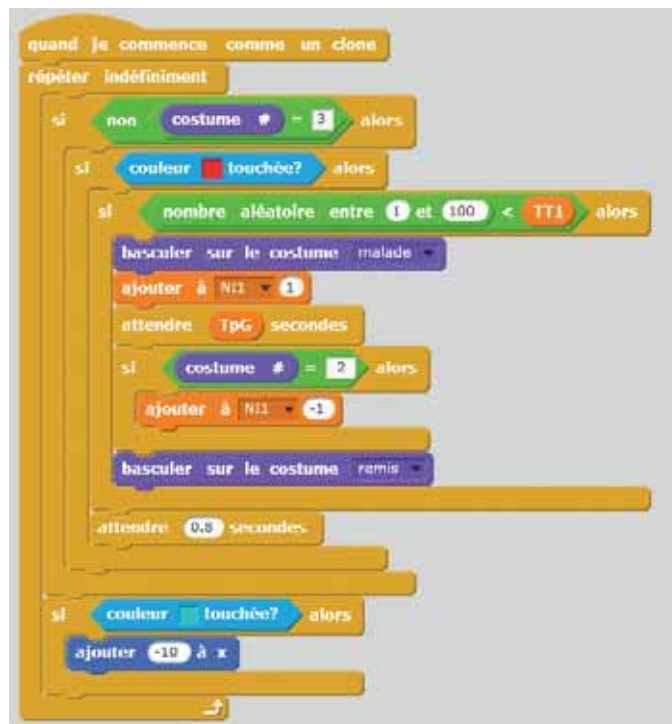 quand je commence comme un clone
répéter indéfiniment
si non costume # = 3 alors
si couleur touchée? alors
si nombre aléatoire entre 1 et 100 < TT1 alors
basculer sur le costume malade
ajouter à NI1 1
attendre TpG secondes
si costume # = 2 alors
ajouter à NI1 -1
basculer sur le costume remis
attendre 0.8 secondes
si couleur touchée? alors
ajouter -10 à x